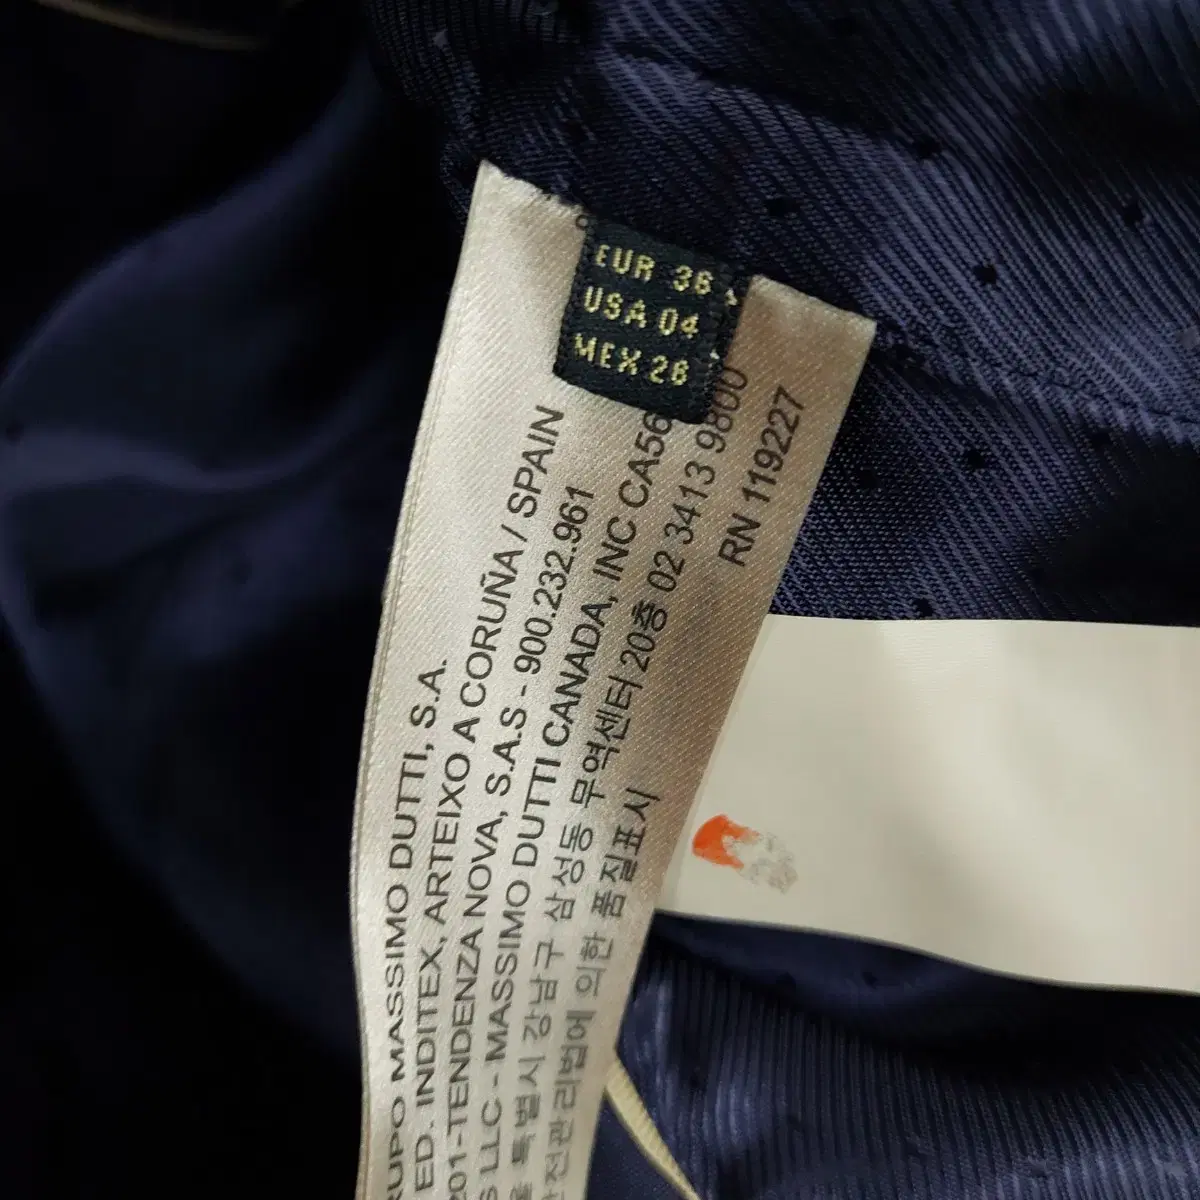 EUR 36
USA 04
MEX 26
RUPO MASSIMO DUTTI, S.A.
ED. INDITEX, ARTEIXO A CORUÑA / SPAIN
201-TENDENZA NOVA, S.A.S - 900.232.961
S LLC - MASSIMO DUTTI CANADA, INC CA56
특별시 강남구 삼성동 무역센터 20층 02 3413 9800
전관리법에 의한 품질표시
RN 119227